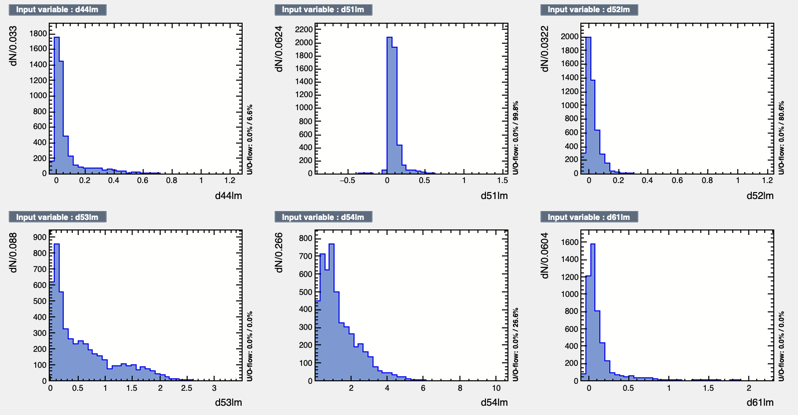 Input variable : d44lm
dN/0.033
1800
1600
1400
1200
1000
800
600
400
200
0
0 0.2 0.4 0.6 0.8 1 1.2
d44lm
U/O-flow: 0.0% / 6.6%
Input variable : d51lm
dN/0.0624
2200
2000
1800
1600
1400
1200
1000
800
600
400
200
0
−0.5 0 0.5 1 1.5
d51lm
U/O-flow: 0.0% / 99.8%
Input variable : d52lm
dN/0.0322
2000
1800
1600
1400
1200
1000
800
600
400
200
0
0 0.2 0.4 0.6 0.8 1 1.2
d52lm
U/O-flow: 0.0% / 80.6%
Input variable : d53lm
dN/0.088
900
800
700
600
500
400
300
200
100
0
0 0.5 1 1.5 2 2.5 3
d53lm
U/O-flow: 0.0% / 0.0%
Input variable : d54lm
dN/0.266
800
700
600
500
400
300
200
100
0
2 4 6 8 10
d54lm
U/O-flow: 0.0% / 26.6%
Input variable : d61lm
dN/0.0604
1600
1400
1200
1000
800
600
400
200
0
0 0.5 1 1.5 2
d61lm
U/O-flow: 0.0% / 0.0%